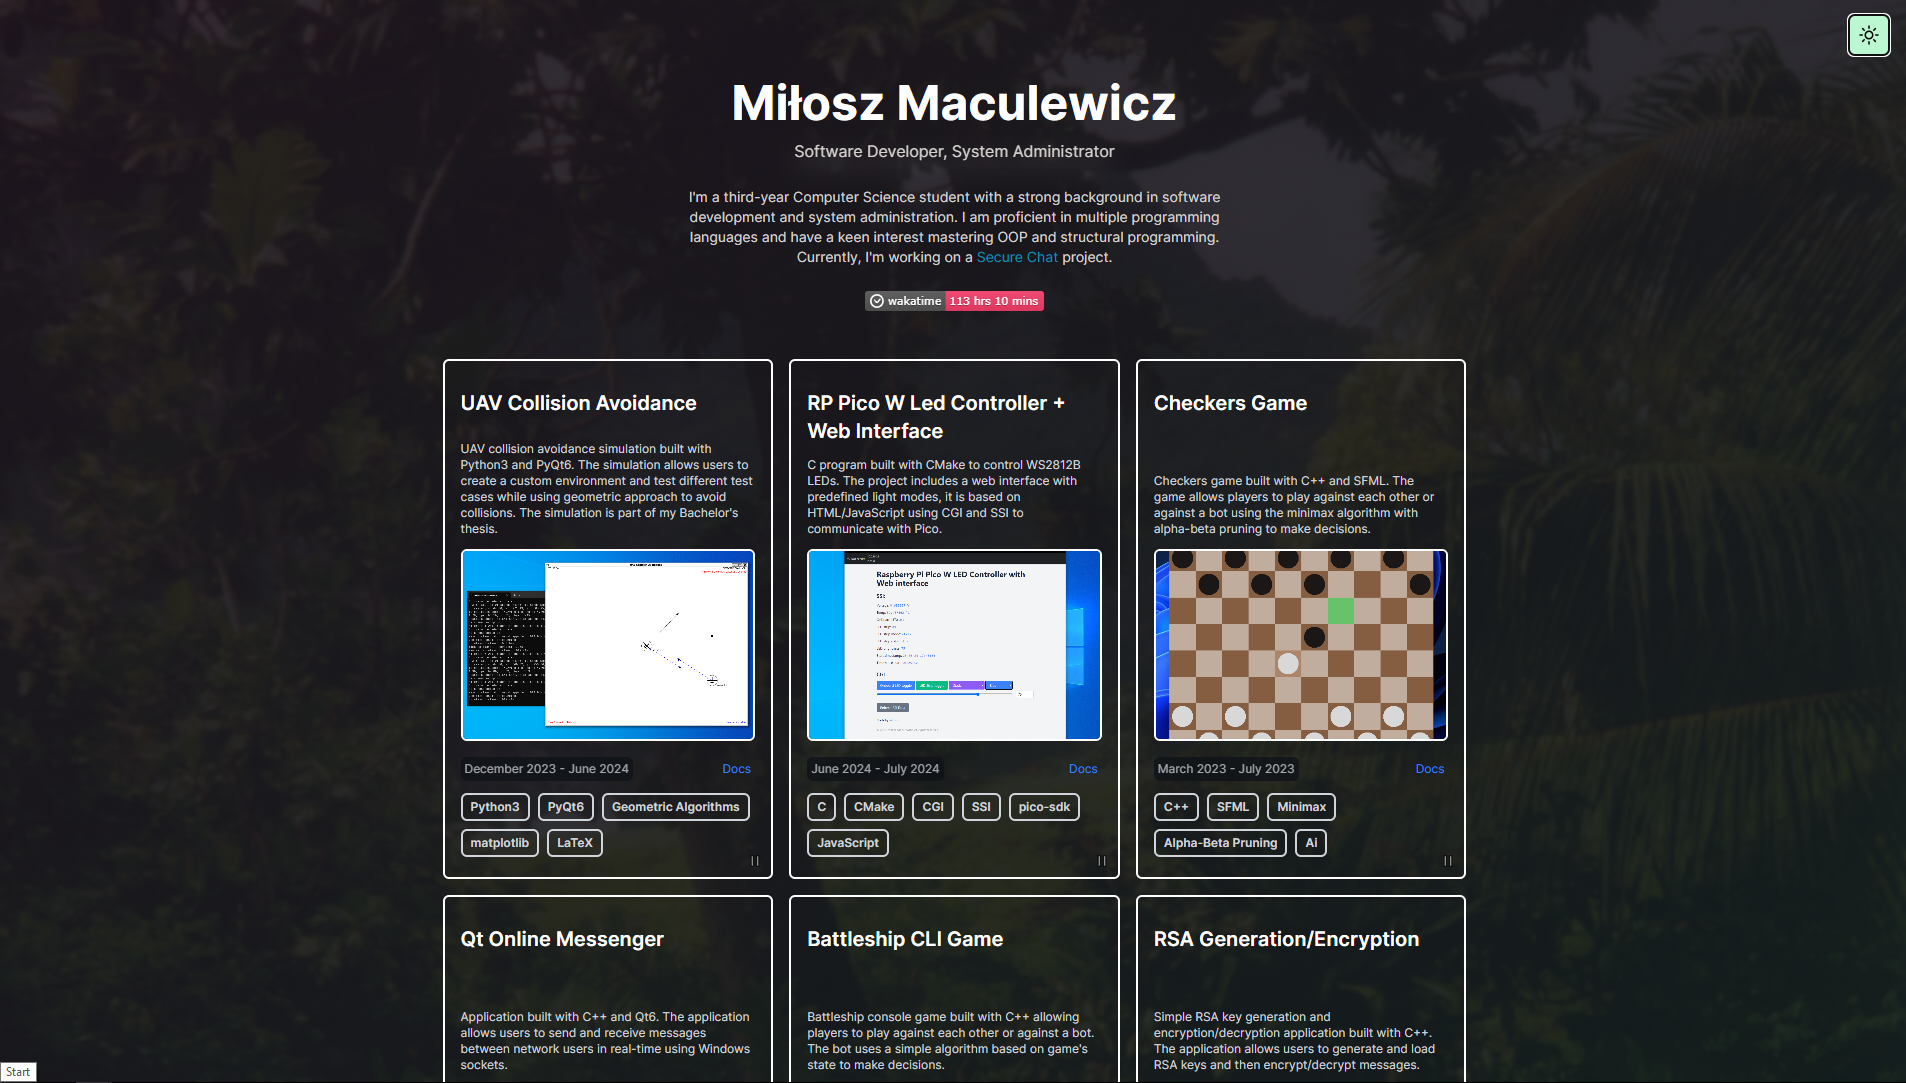 Miłosz Maculewicz
Software Developer, System Administrator
I'm a third-year Computer Science student with a strong background in software
development and system administration. I am proficient in multiple programming
languages and have a keen interest mastering OOP and structural programming.
Currently, I'm working on a Secure Chat project.
wakatime 113 hrs 10 mins
UAV Collision Avoidance
UAV collision avoidance simulation built with
Python3 and PyQt6. The simulation allows users to
create a custom environment and test different test
cases while using geometric approach to avoid
collisions. The simulation is part of my Bachelor's
thesis.
December 2023 - June 2024
Docs
Python3
PyQt6
Geometric Algorithms
matplotlib
LaTeX
RP Pico W Led Controller +
Web Interface
C program built with CMake to control WS2812B
LEDs. The project includes a web interface with
predefined light modes, it is based on
HTML/JavaScript using CGI and SSI to
communicate with Pico.
Raspberry Pi Pico W LED Controller with
Web interface
June 2024 - July 2024
Docs
C
CMake
CGI
SSI
pico-sdk
JavaScript
Checkers Game
Checkers game built with C++ and SFML. The
game allows players to play against each other or
against a bot using the minimax algorithm with
alpha-beta pruning to make decisions.
March 2023 - July 2023
Docs
C++
SFML
Minimax
Alpha-Beta Pruning
Ai
Qt Online Messenger
Application built with C++ and Qt6. The application
allows users to send and receive messages
between network users in real-time using Windows
sockets.
Battleship CLI Game
Battleship console game built with C++ allowing
players to play against each other or against a bot.
The bot uses a simple algorithm based on game's
state to make decisions.
RSA Generation/Encryption
Simple RSA key generation and
encryption/decryption application built with C++.
The application allows users to generate and load
RSA keys and then encrypt/decrypt messages.
Start